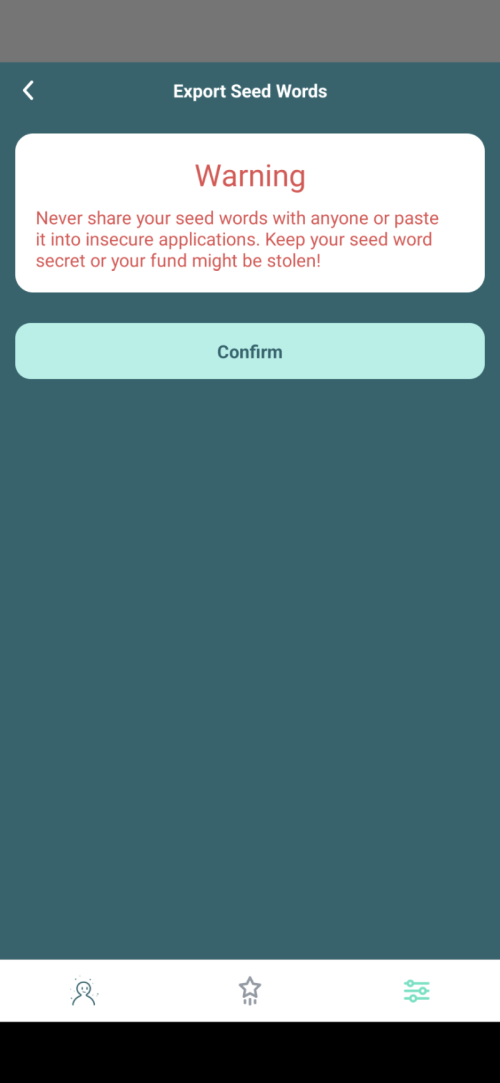 Export Seed Words
Warning
Never share your seed words with anyone or paste
it into insecure applications. Keep your seed word
secret or your fund might be stolen!
Confirm